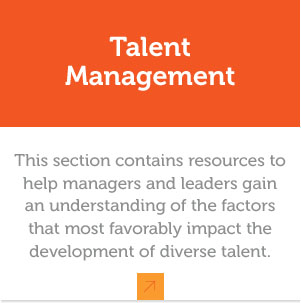 Talent
Management
This section contains resources to
help managers and leaders gain
an understanding of the factors
that most favorably impact the
development of diverse talent.